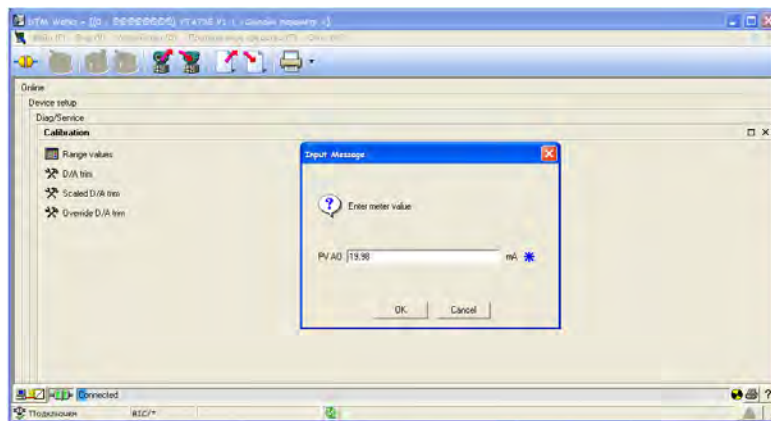 Online
Device setup
Diag/Service
Calibration
Range values
D/A trim
Scaled D/A trim
Override D/A trim
Input Message
Enter meter value
PV AO 19.98 mA
OK Cancel
Connected
Подключен